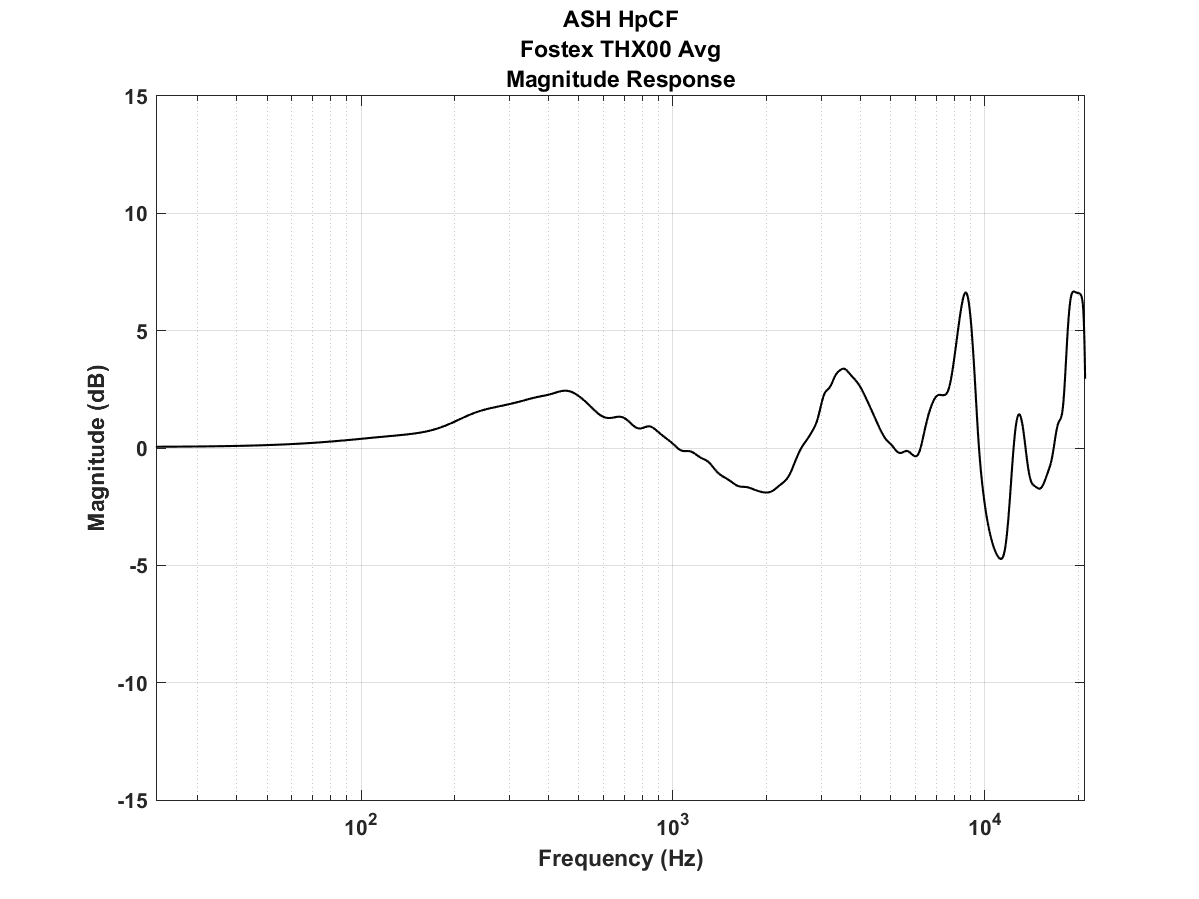 ASH HpCF
Fostex THX00 Avg
Magnitude Response
15
10
5
0
-5
-10
-15
Magnitude (dB)
10^2
10^3
10^4
Frequency (Hz)